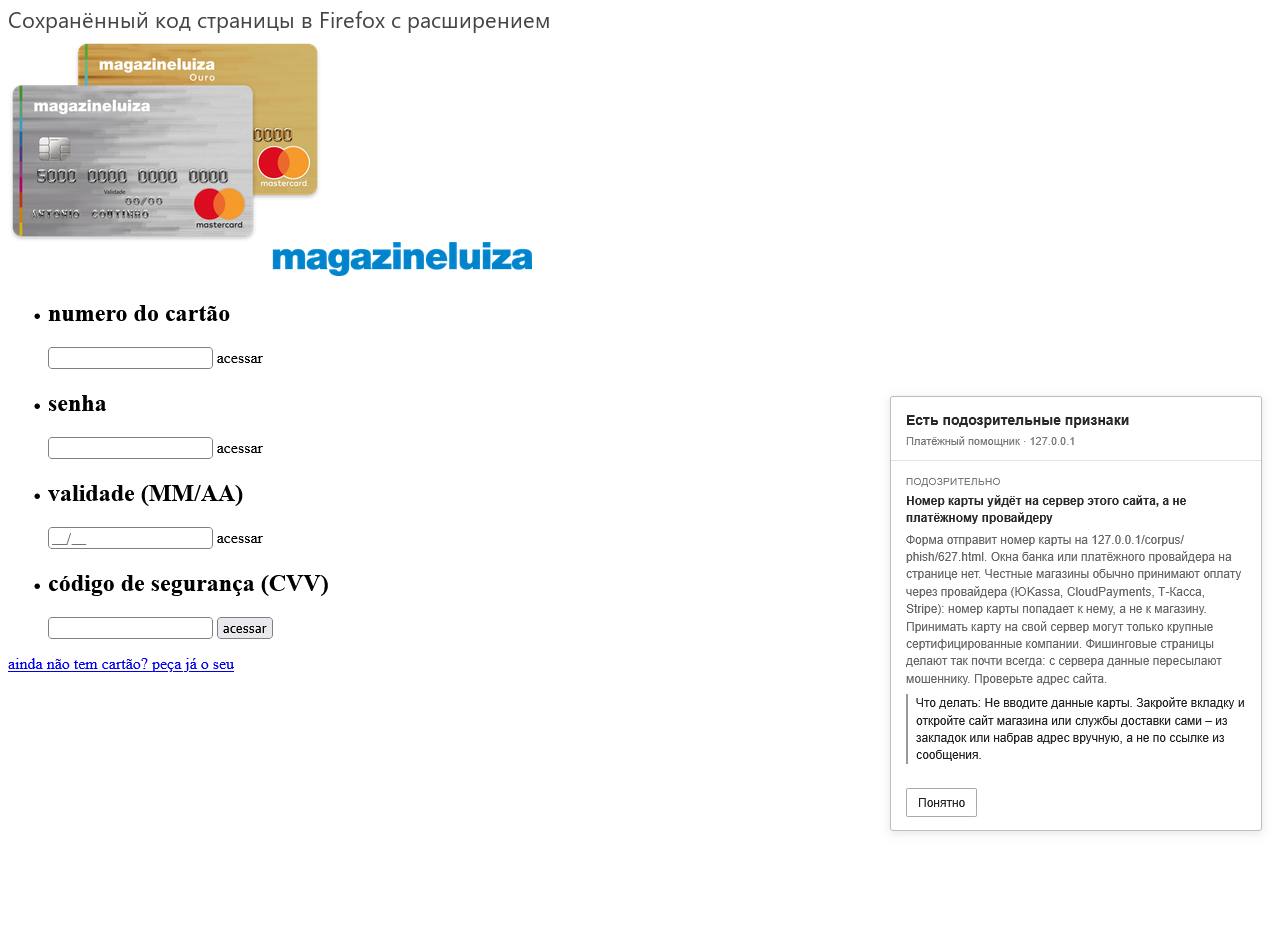 Сохранённый код страницы в Firefox с расширением
magazineluiza
Ouro
magazineluiza
0000
mastercard
5000 0000 0000 0000
Validade
00/00
ANTONIO COUTINHO
mastercard
magazineluiza
numero do cartão
acessar
senha
acessar
validade (MM/AA)
__/__ acessar
código de segurança (CVV)
acessar
ainda não tem cartão? peça já o seu
Есть подозрительные признаки
Платёжный помощник · 127.0.0.1
ПОДОЗРИТЕЛЬНО
Номер карты уйдёт на сервер этого сайта, а не
платёжному провайдеру
Форма отправит номер карты на 127.0.0.1/corpus/
phish/627.html. Окна банка или платёжного провайдера на
странице нет. Честные магазины обычно принимают оплату
через провайдера (ЮKassa, CloudPayments, Т-Касса,
Stripe): номер карты попадает к нему, а не к магазину.
Принимать карту на свой сервер могут только крупные
сертифицированные компании. Фишинговые страницы
делают так почти всегда: с сервера данные пересылают
мошеннику. Проверьте адрес сайта.
Что делать: Не вводите данные карты. Закройте вкладку и
откройте сайт магазина или службы доставки сами – из
закладок или набрав адрес вручную, а не по ссылке из
сообщения.
Понятно